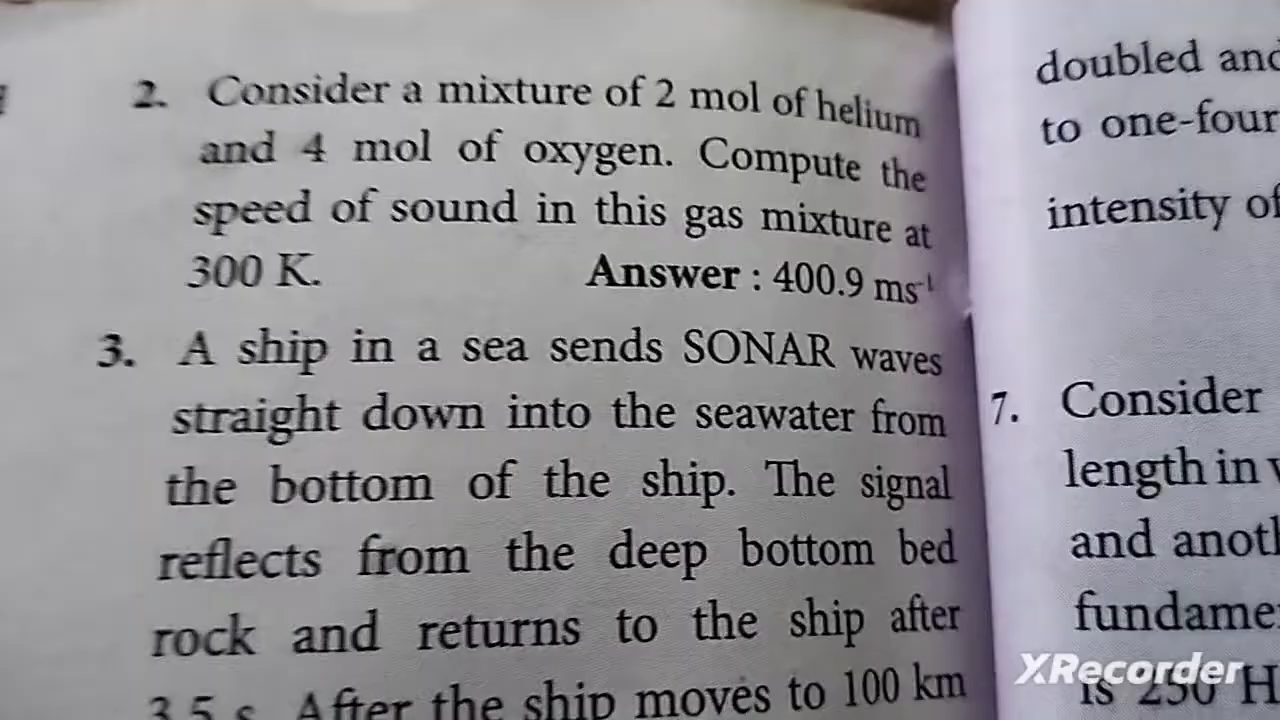 2. Consider a mixture of 2 mol of helium
and 4 mol of oxygen. Compute the
speed of sound in this gas mixture at
300 K. Answer : 400.9 ms⁻¹
3. A ship in a sea sends SONAR waves
straight down into the seawater from
the bottom of the ship. The signal
reflects from the deep bottom bed
rock and returns to the ship after
3.5 s. After the ship moves to 100 km
doubled and
to one-four
intensity of
7. Consider
length in
and anot
fundame
is 250 H
XRecorder